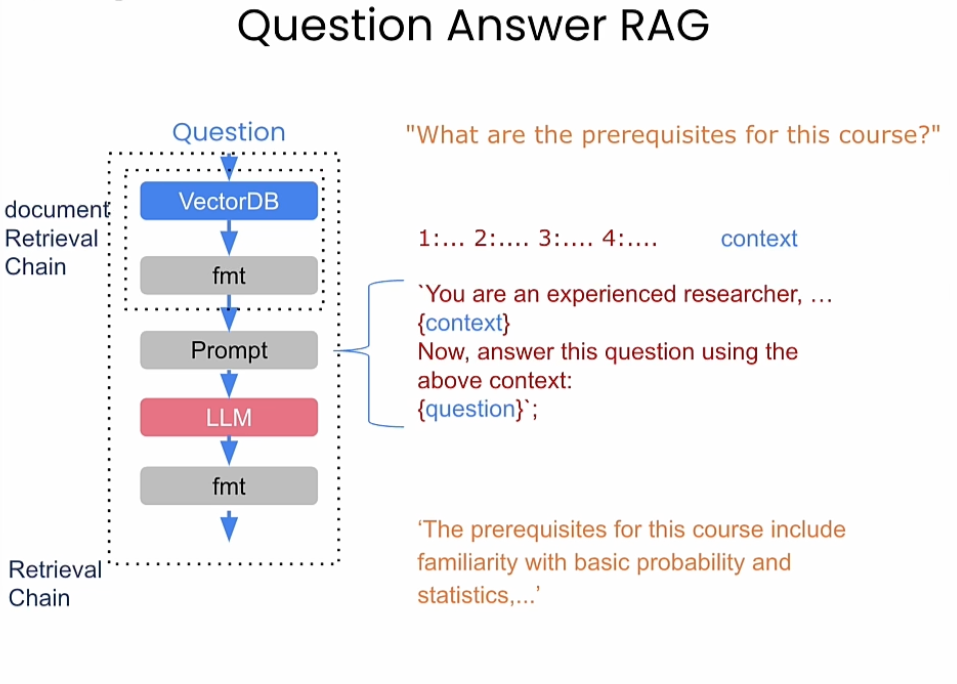 Question Answer RAG
Question
"What are the prerequisites for this course?"
document
Retrieval
Chain
VectorDB
fmt
1:... 2:.... 3:.... 4:....
context
Prompt
`You are an experienced researcher, ...
{context}
Now, answer this question using the
above context:
{question}`;
LLM
fmt
‘The prerequisites for this course include
familiarity with basic probability and
statistics,...’
Retrieval
Chain